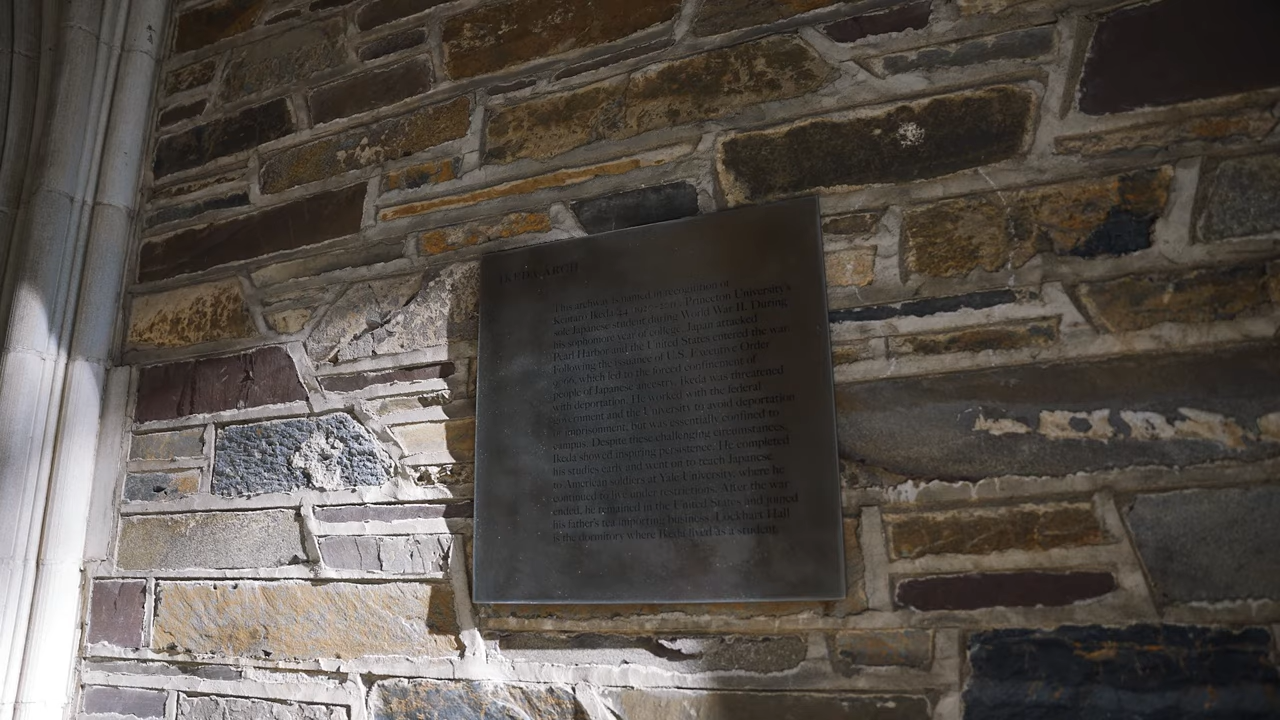 IKEDA ARCH
This archway is named in recognition of
Kentaro Ikeda '44 Princeton University's
sole Japanese student during World War II. During
his sophomore year of college, Japan attacked
Pearl Harbor and the United States entered the war.
Following the issuance of U.S. Executive Order
9066, which led to the forced confinement of
people of Japanese ancestry, Ikeda was threatened
with deportation. He worked with the federal
government and the University to avoid deportation
or imprisonment, but was essentially confined to
campus. Despite these challenging circumstances,
Ikeda showed inspiring persistence. He completed
his studies early and went on to teach Japanese
to American soldiers at Yale University, where he
continued to live under restrictions. After the war
ended, he remained in the United States and joined
his father's tea importing business. Lockhart Hall
is the dormitory where Ikeda lived as a student.